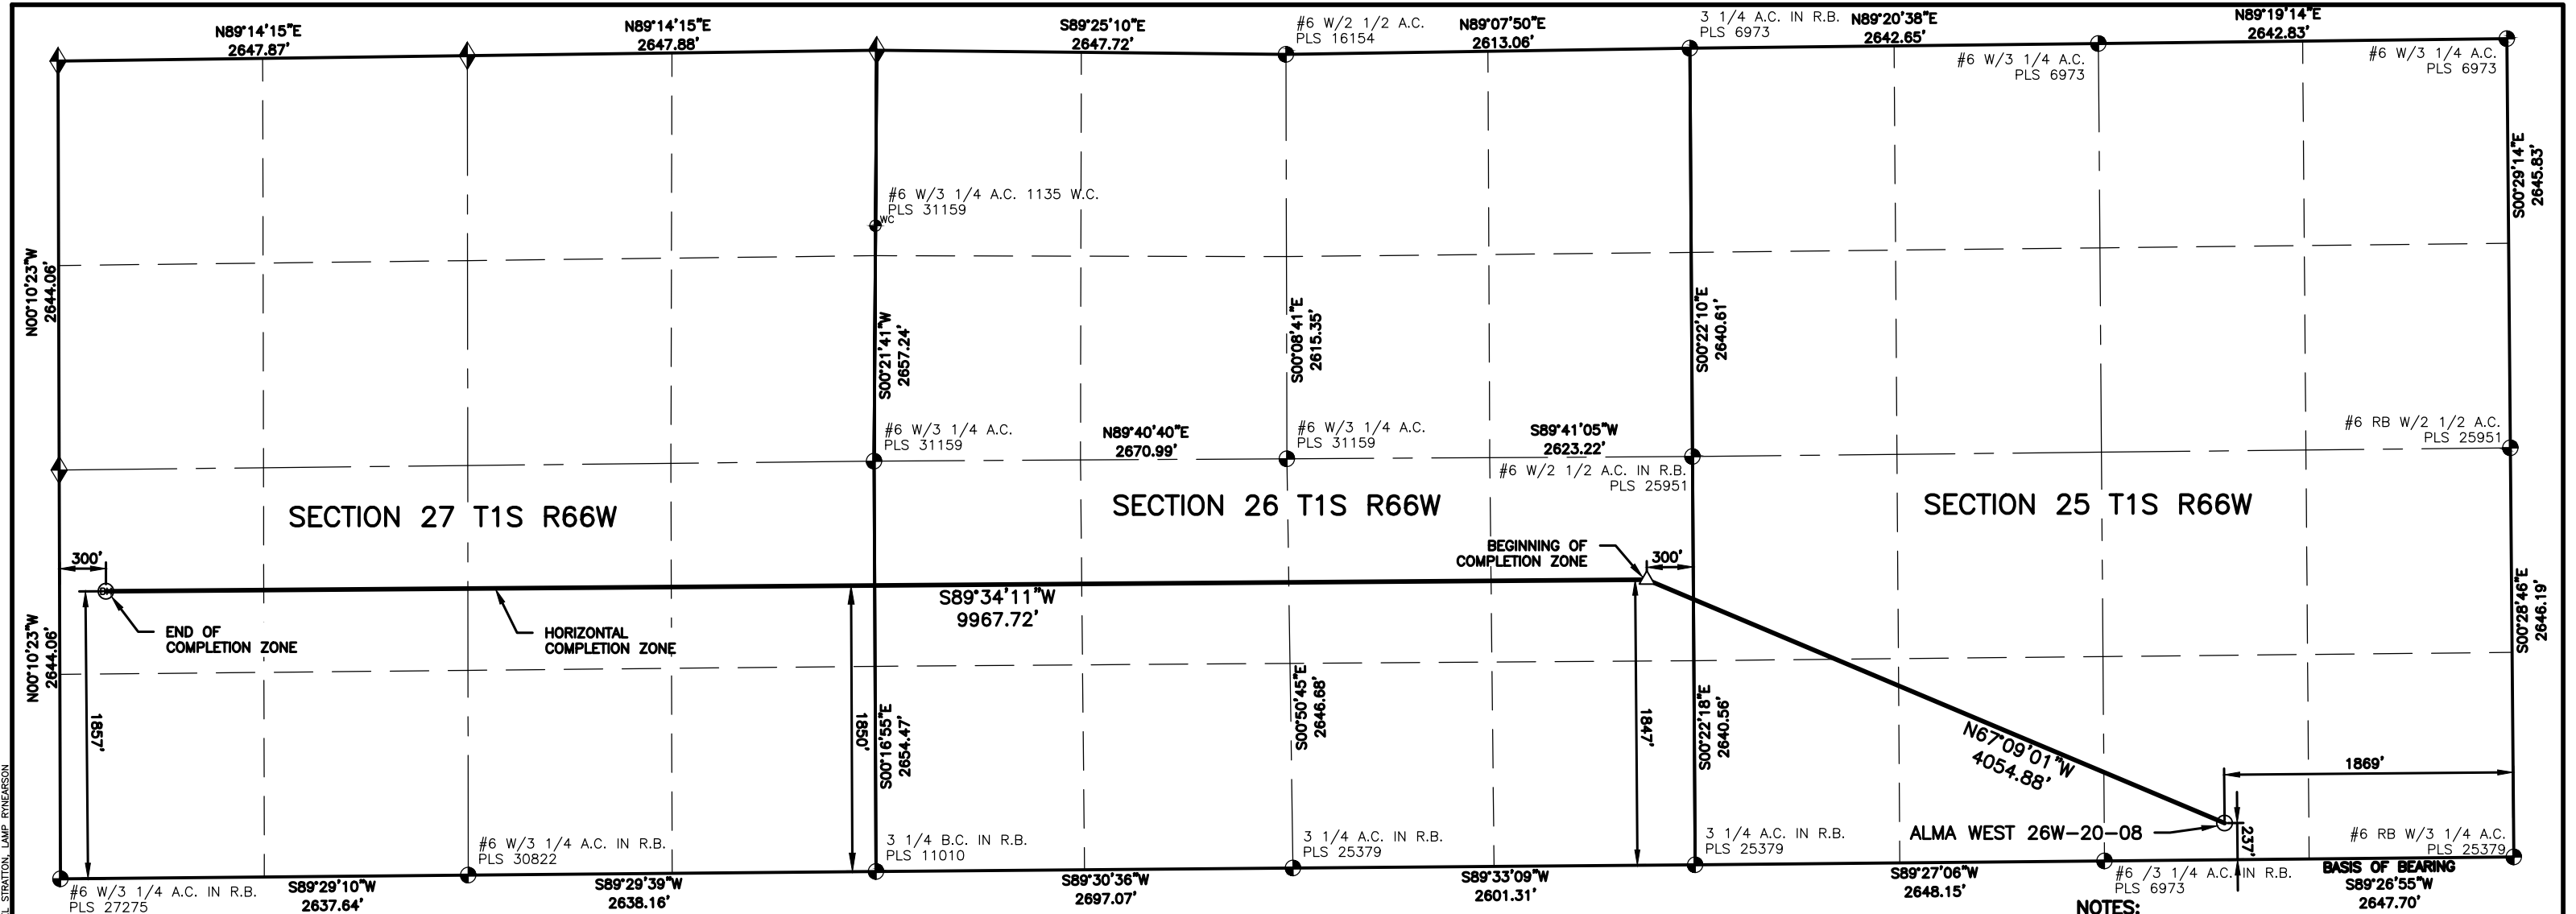 N89°14'15"E
2647.87'
N89°14'15"E
2647.88'
S89°25'10"E
2647.72'
#6 W/2 1/2 A.C.
PLS 16154
N89°07'50"E
2613.06'
3 1/4 A.C. IN R.B.
PLS 6973
N89°20'38"E
2642.65'
N89°19'14"E
2642.83'
#6 W/3 1/4 A.C.
PLS 6973
#6 W/3 1/4 A.C.
PLS 6973
#6 W/3 1/4 A.C. 1135 W.C.
PLS 31159
WC
N00°10'23"W
2644.06'
S00°21'41"W
2657.24'
S00°08'41"E
2615.35'
S00°22'10"E
2640.61'
S00°29'14"E
2645.83'
#6 W/3 1/4 A.C.
PLS 31159
N89°40'40"E
2670.99'
#6 W/3 1/4 A.C.
PLS 31159
S89°41'05"W
2623.22'
#6 W/2 1/2 A.C. IN R.B.
PLS 25951
#6 RB W/2 1/2 A.C.
PLS 25951
SECTION 27 T1S R66W
SECTION 26 T1S R66W
SECTION 25 T1S R66W
300'
BEGINNING OF
COMPLETION ZONE
300'
BH
END OF
COMPLETION ZONE
HORIZONTAL
COMPLETION ZONE
S89°34'11"W
9967.72'
N00°10'23"W
2644.06'
1857'
1850'
S00°16'55"E
2654.47'
S00°50'45"E
2646.68'
1847'
S00°22'18"E
2640.56'
N67°09'01"W
4054.88'
S00°28'46"E
2646.19'
1869'
237'
ALMA WEST 26W-20-08
#6 W/3 1/4 A.C. IN R.B.
PLS 27275
S89°29'10"W
2637.64'
#6 W/3 1/4 A.C. IN R.B.
PLS 30822
S89°29'39"W
2638.16'
3 1/4 B.C. IN R.B.
PLS 11010
S89°30'36"W
2697.07'
3 1/4 A.C. IN R.B.
PLS 25379
S89°33'09"W
2601.31'
3 1/4 A.C. IN R.B.
PLS 25379
S89°27'06"W
2648.15'
#6 /3 1/4 A.C. IN R.B.
PLS 6973
#6 RB W/3 1/4 A.C.
PLS 25379
BASIS OF BEARING
S89°26'55"W
2647.70'
NOTES:
STRATTON, LAMP RYNEARSON